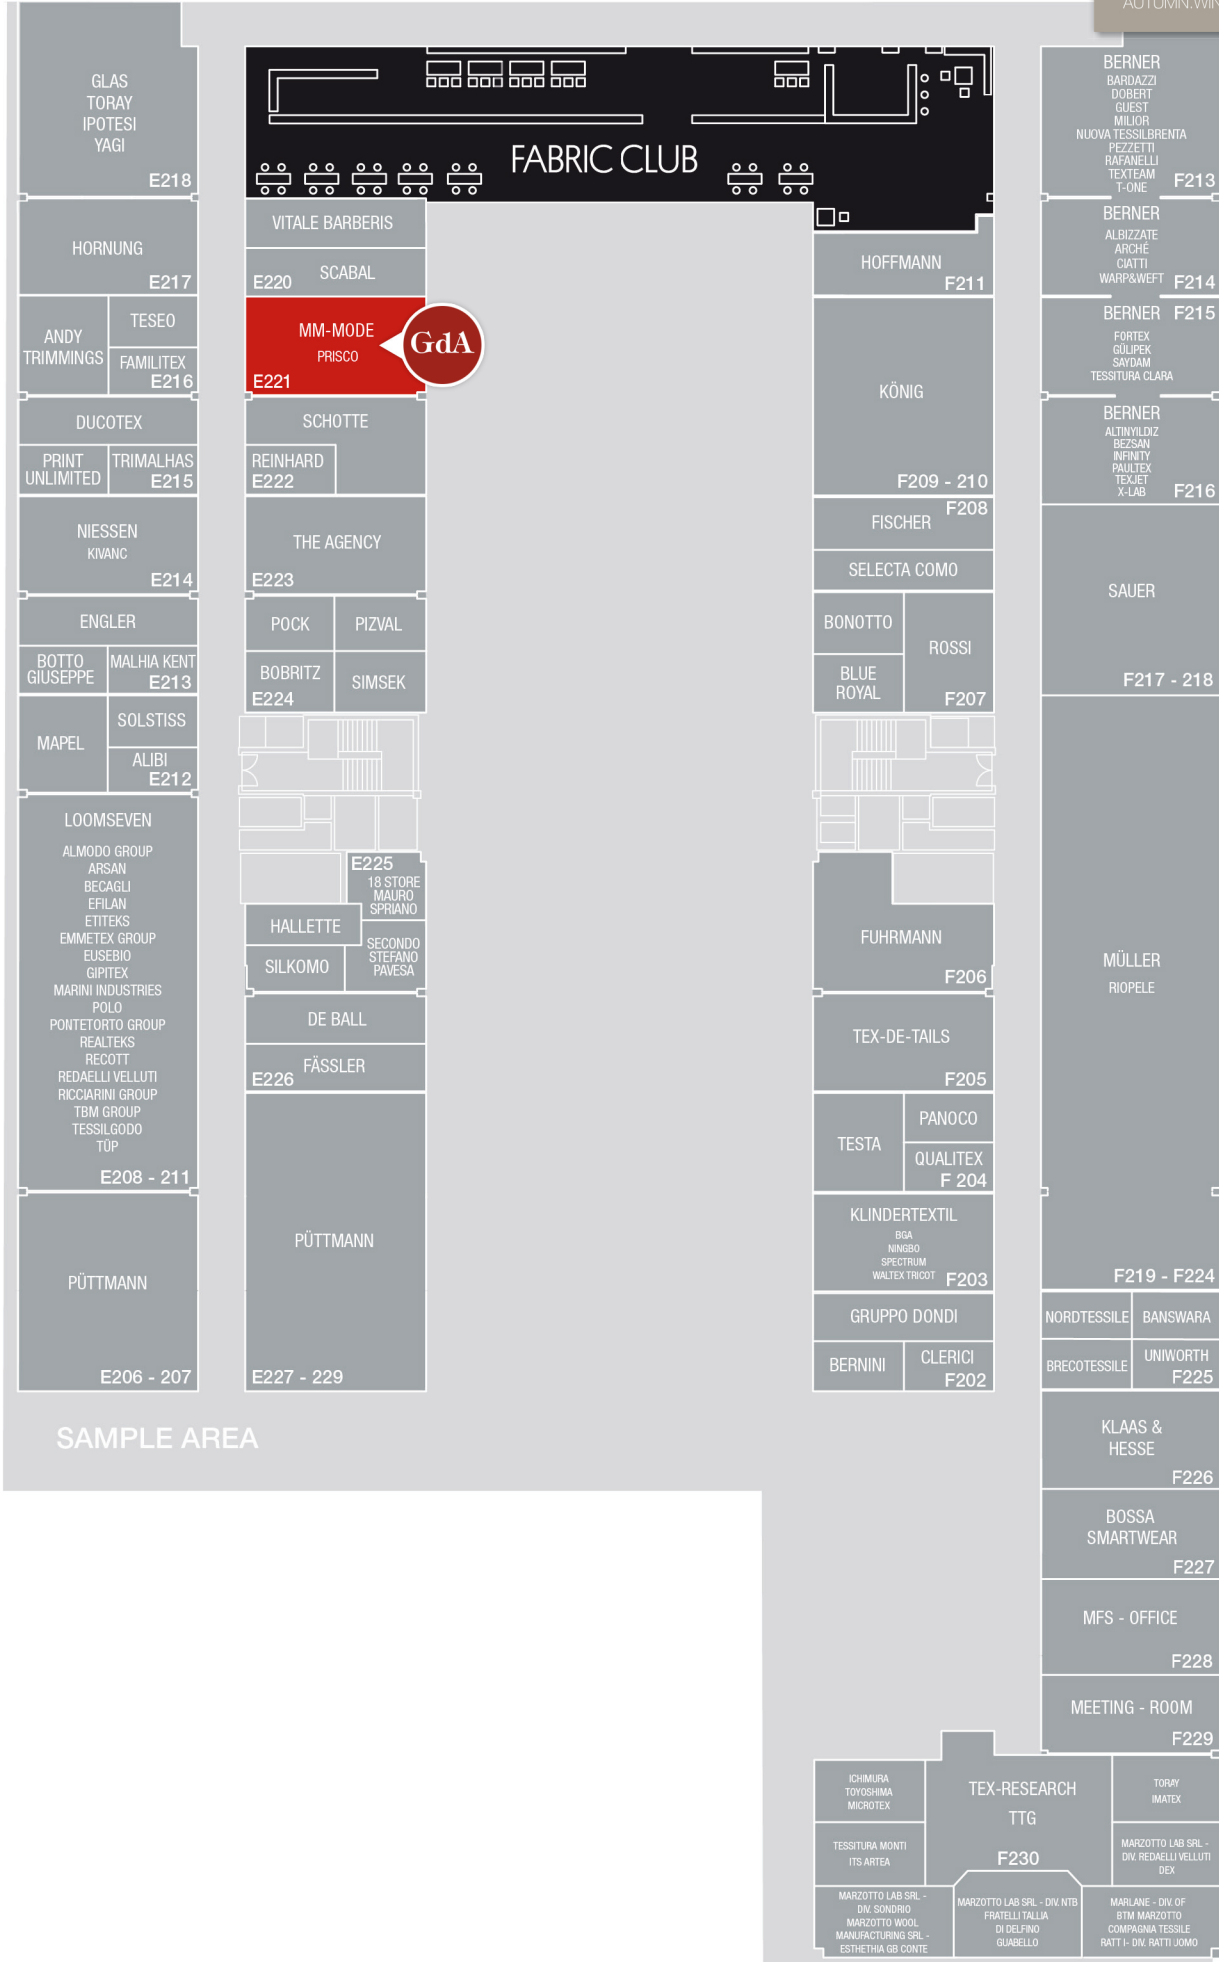 AUTUMN.WIN
GLAS
TORAY
IPOTESI
YAGI
E218
HORNUNG
E217
ANDY
TRIMMINGS
TESEO
FAMILITEX
E216
DUCOTEX
PRINT
UNLIMITED
TRIMALHAS
E215
NIESSEN
KIVANC
E214
ENGLER
BOTTO
GIUSEPPE
MALHIA KENT
E213
MAPEL
SOLSTISS
ALIBI
E212
LOOMSEVEN
ALMODO GROUP
ARSAN
BECAGLI
EFILAN
ETITEKS
EMMETEX GROUP
EUSEBIO
GIPITEX
MARINI INDUSTRIES
POLO
PONTETORTO GROUP
REALTEKS
RECOTT
REDAELLI VELLUTI
RICCIARINI GROUP
TBM GROUP
TESSILGODO
TÜP
E208 - 211
PÜTTMANN
E206 - 207
SAMPLE AREA
FABRIC CLUB
VITALE BARBERIS
SCABAL
E220
MM-MODE
PRISCO
E221
GdA
SCHOTTE
REINHARD
E222
THE AGENCY
E223
POCK
PIZVAL
BOBRITZ
E224
SIMSEK
E225
18 STORE
MAURO
SPRIANO
HALLETTE
SILKOMO
SECONDO
STEFANO
PAVESA
DE BALL
FÄSSLER
E226
PÜTTMANN
E227 - 229
HOFFMANN
F211
KÖNIG
F209 - 210
F208
FISCHER
SELECTA COMO
BONOTTO
BLUE
ROYAL
ROSSI
F207
FUHRMANN
F206
TEX-DE-TAILS
F205
TESTA
PANOCO
QUALITEX
F 204
KLINDERTEXTIL
BGA
NINGBO
SPECTRUM
WALTEX TRICOT
F203
GRUPPO DONDI
BERNINI
CLERICI
F202
BERNER
BARDAZZI
DOBERT
GUEST
MILIOR
NUOVA TESSILBRENTA
PEZZETTI
RAFANELLI
TEXTEAM
T-ONE
F213
BERNER
ALBIZZATE
ARCHÉ
CIATTI
WARP&WEFT
F214
BERNER F215
FORTEX
GÜLIPEK
SAYDAM
TESSITURA CLARA
BERNER
ALTINYILDIZ
BEZSAN
INFINITY
PAULTEX
TEXJET
X-LAB
F216
SAUER
F217 - 218
MÜLLER
RIOPELE
F219 - F224
NORDTESSILE
BANSWARA
BRECOTESSILE
UNIWORTH
F225
KLAAS &
HESSE
F226
BOSSA
SMARTWEAR
F227
MFS - OFFICE
F228
MEETING - ROOM
F229
ICHIMURA
TOYOSHIMA
MICROTEX
TEX-RESEARCH
TTG
F230
TORAY
IMATEX
TESSITURA MONTI
ITS ARTEA
MARZOTTO LAB SRL -
DIV. REDAELLI VELLUTI
DEX
MARZOTTO LAB SRL -
DIV. SONDRIO
MARZOTTO WOOL
MANUFACTURING SRL -
ESTHETHIA GB CONTE
MARZOTTO LAB SRL - DIV. NTB
FRATELLI TALLIA
DI DELFINO
GUABELLO
MARLANE - DIV. OF
BTM MARZOTTO
COMPAGNIA TESSILE
RATT I- DIV. RATTI UOMO